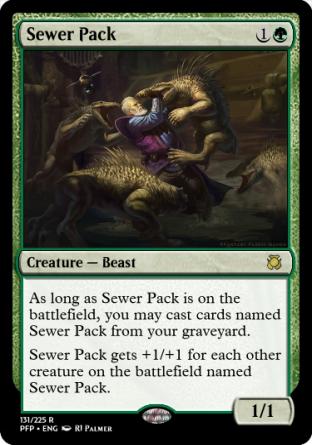 Sewer Pack 1
Creature — Beast
As long as Sewer Pack is on the
battlefield, you may cast cards named
Sewer Pack from your graveyard.
Sewer Pack gets +1/+1 for each other
creature on the battlefield named
Sewer Pack.
1/1
131/225 R
PFP • ENG RJ PALMER